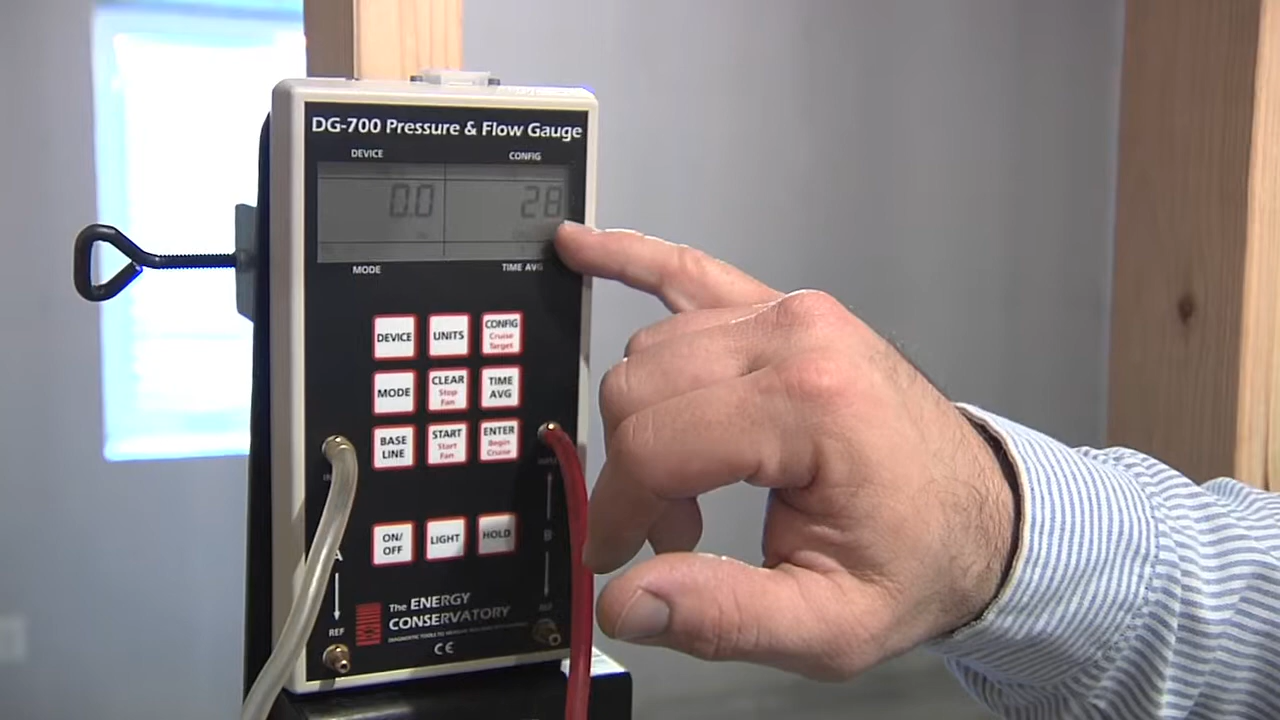 DG-700 Pressure & Flow Gauge
DEVICE CONFIG
0.0 28
MODE TIME AVG
DEVICE UNITS CONFIG
Cruise
Target
MODE CLEAR
Stop
Fan
TIME
AVG
BASE
LINE
START
Start
Fan
ENTER
Begin
Cruise
A
B
ON/
OFF
LIGHT HOLD
REF
REF
The ENERGY
CONSERVATORY
CE